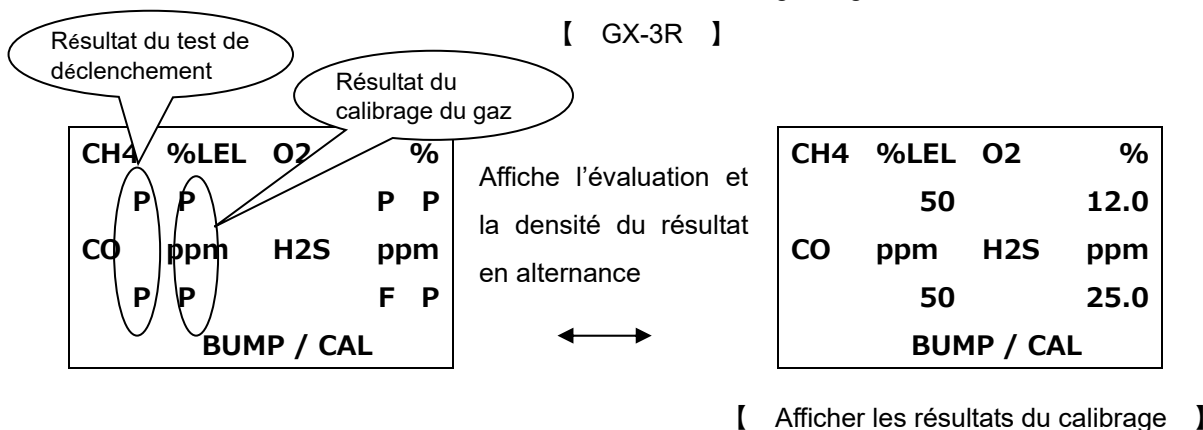 【 GX-3R 】
Résultat du test de
déclenchement
Résultat du
calibrage du gaz
CH4 %LEL O2 %
P P P P
CO ppm H2S ppm
P P F P
BUMP / CAL
Affiche l’évaluation et
la densité du résultat
en alternance
CH4 %LEL O2 %
50 12.0
CO ppm H2S ppm
50 25.0
BUMP / CAL
【 Afficher les résultats du calibrage 】